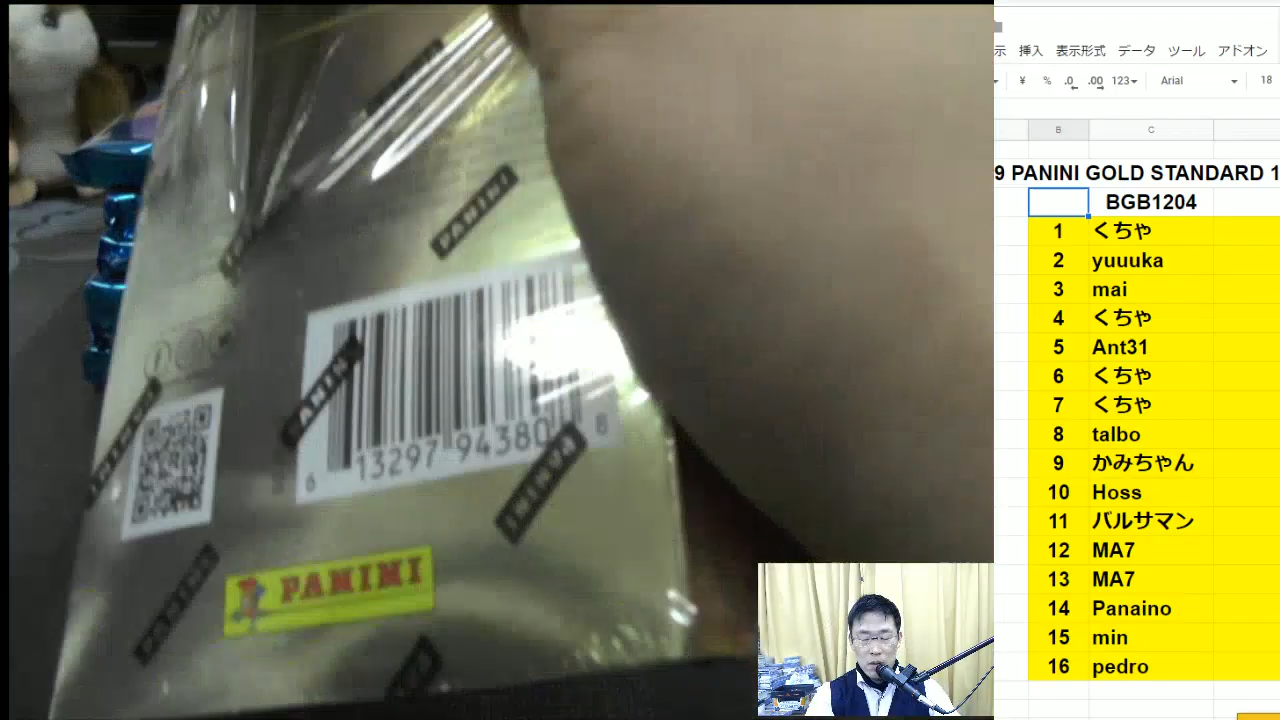 PANINI
PANINI
PANINI
PANINI
PANINI
PANINI
6 13297 94380 8
示 挿入 表示形式 データ ツール アドオン
¥ % .0 .00 123 Arial 18
B C
9 PANINI GOLD STANDARD 1
BGB1204
1 くちゃ
2 yuuuka
3 mai
4 くちゃ
5 Ant31
6 くちゃ
7 くちゃ
8 talbo
9 かみちゃん
10 Hoss
11 バルサマン
12 MA7
13 MA7
14 Panaino
15 min
16 pedro